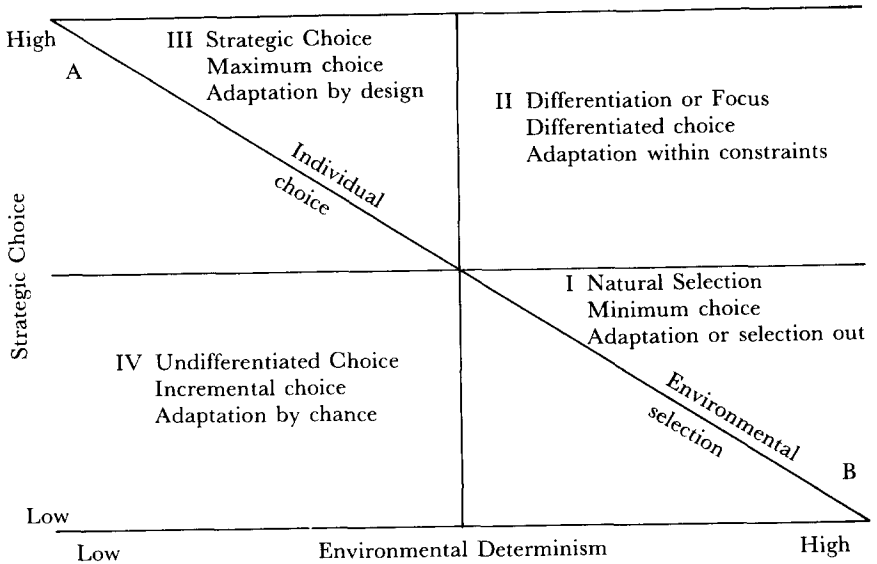 High
A
III Strategic Choice
Maximum choice
Adaptation by design
II Differentiation or Focus
Differentiated choice
Adaptation within constraints
Individual
choice
Strategic Choice
I Natural Selection
Minimum choice
Adaptation or selection out
IV Undifferentiated Choice
Incremental choice
Adaptation by chance
Environmental
selection
B
Low
Low
Environmental Determinism
High